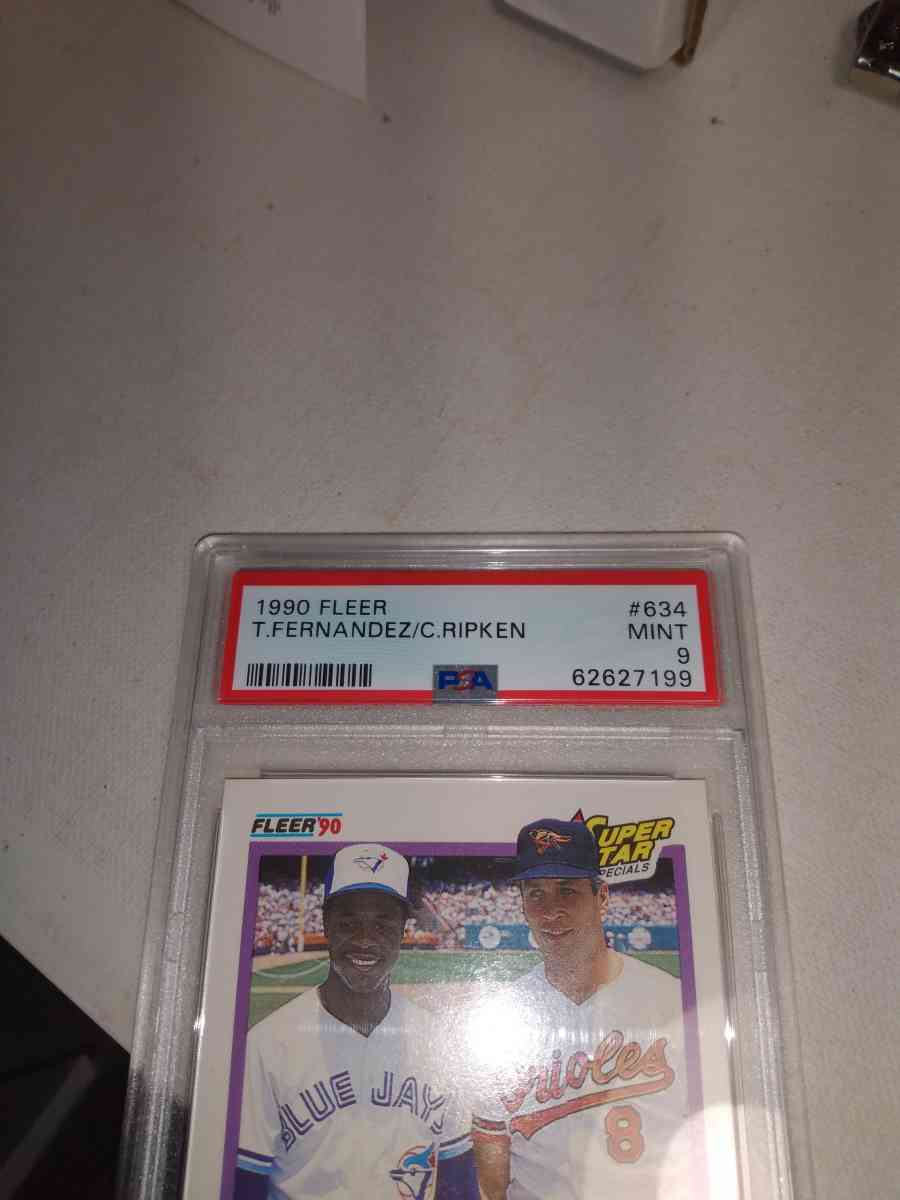 1990 FLEER #634
T.FERNANDEZ/C.RIPKEN MINT
9
PSA 62627199
FLEER'90
SUPER
STAR
SPECIALS
BLUE JAYS
Orioles
8